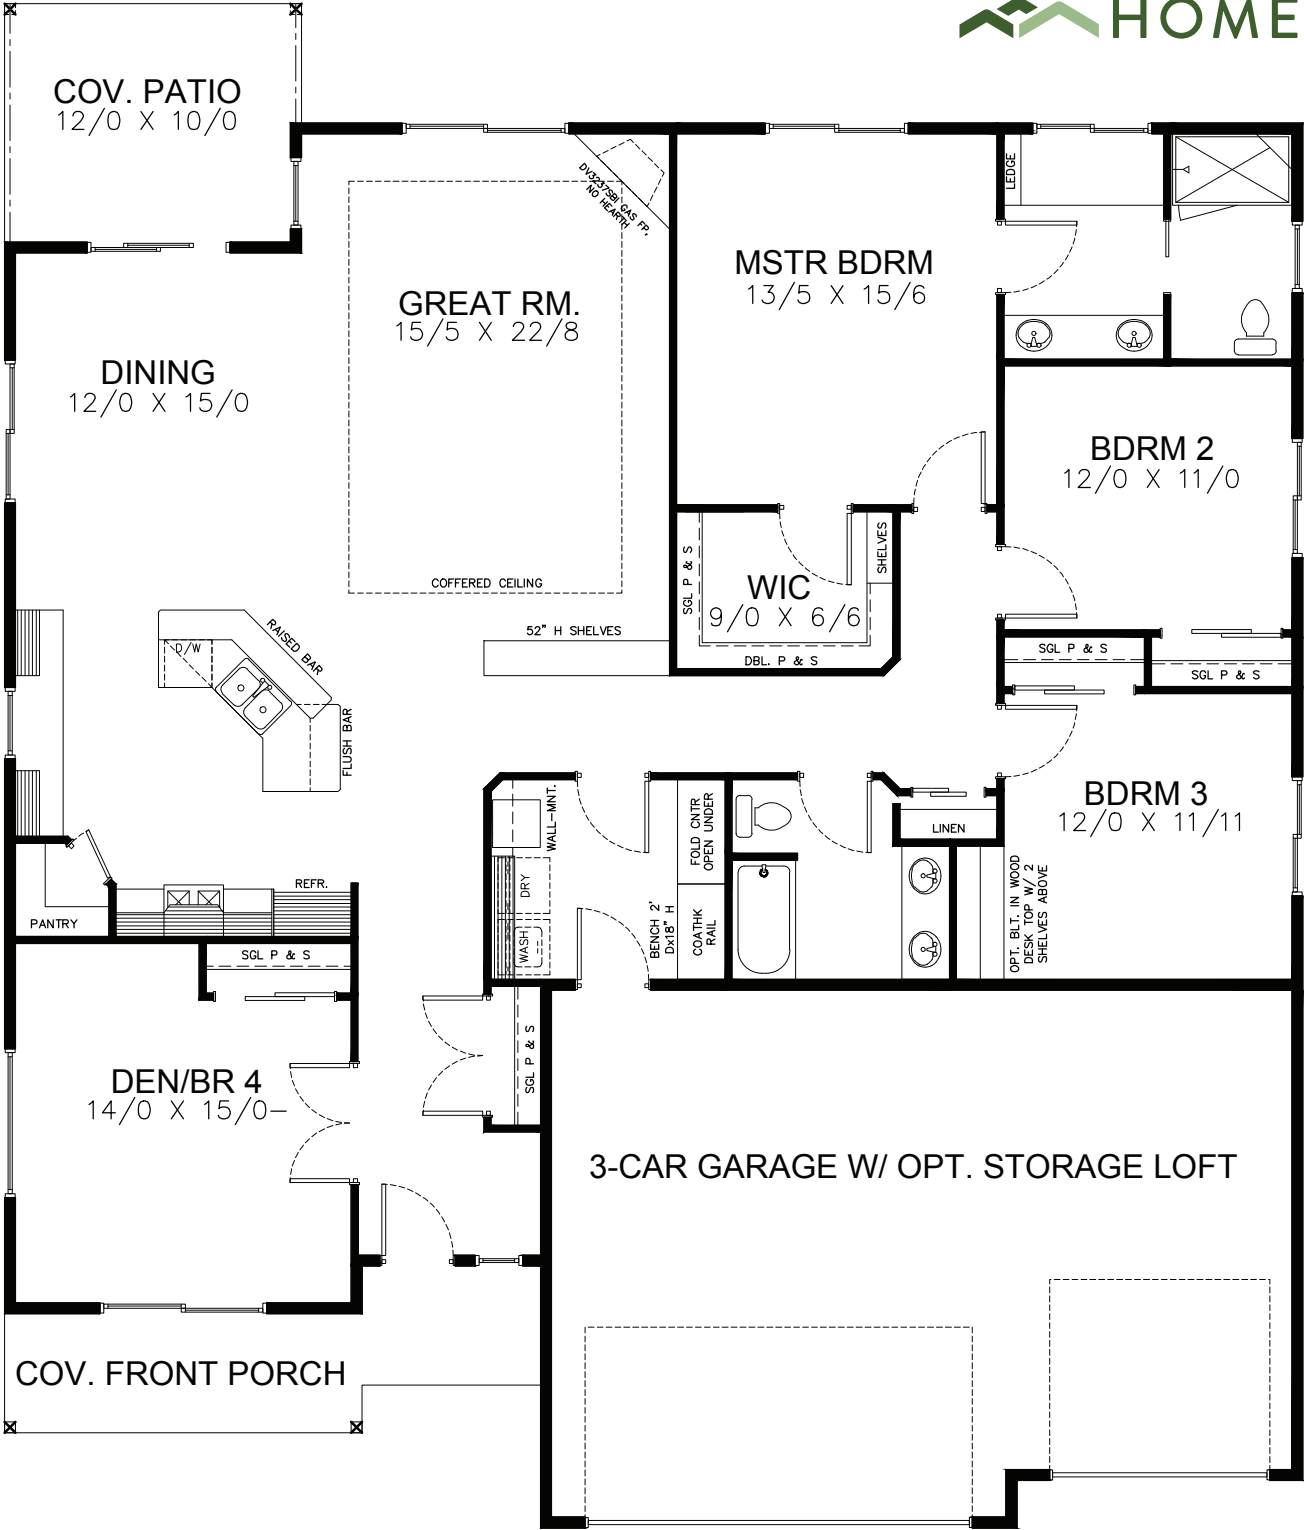 HOME
COV. PATIO
12/0 X 10/0
DV3237SBI GAS FP,
NO HEARTH
LEDGE
MSTR BDRM
13/5 X 15/6
GREAT RM.
15/5 X 22/8
DINING
12/0 X 15/0
BDRM 2
12/0 X 11/0
COFFERED CEILING
SGL P & S
SHELVES
WIC
9/0 X 6/6
DBL. P & S
52" H SHELVES
RAISED BAR
D/W
FLUSH BAR
SGL P & S
SGL P & S
BDRM 3
12/0 X 11/11
WALL-MNT.
FOLD CNTR
OPEN UNDER
LINEN
DRY
WASH
BENCH 2'
Dx18" H
COATHK
RAIL
OPT. BLT. IN WOOD
DESK TOP W/ 2
SHELVES ABOVE
REFR.
PANTRY
SGL P & S
SGL P & S
DEN/BR 4
14/0 X 15/0-
3-CAR GARAGE W/ OPT. STORAGE LOFT
COV. FRONT PORCH